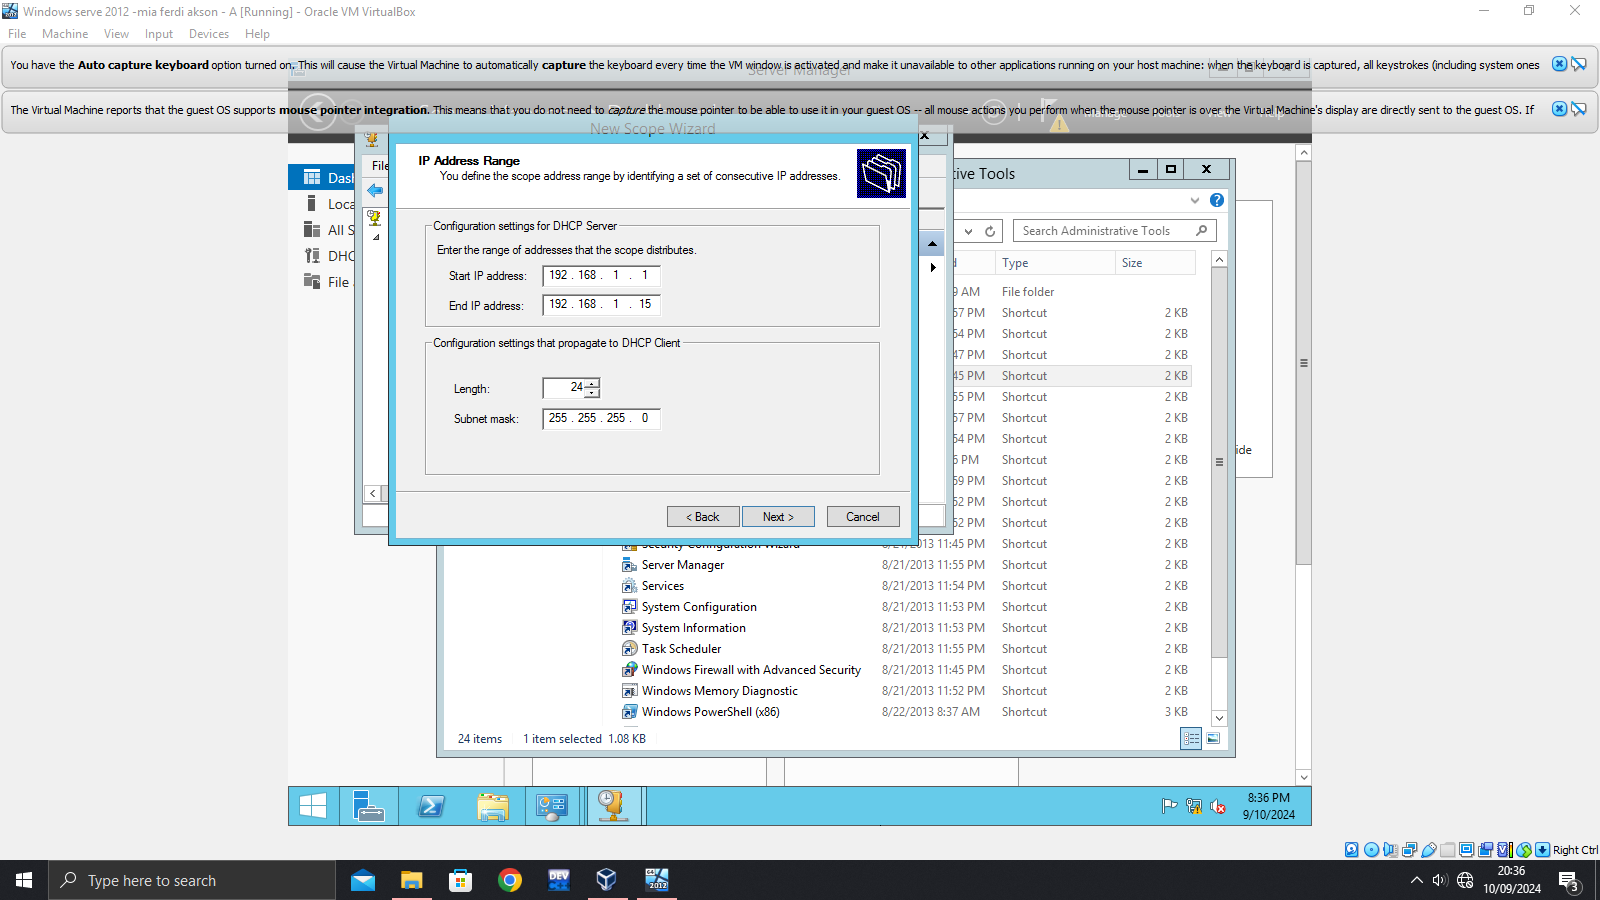 Windows serve 2012 -mia ferdi akson - A [Running] - Oracle VM VirtualBox
File Machine View Input Devices Help
You have the Auto capture keyboard option turned on. This will cause the Virtual Machine to automatically capture the keyboard every time the VM window is activated and make it unavailable to other applications running on your host machine: when the keyboard is captured, all keystrokes (including system ones
Server Manager
The Virtual Machine reports that the guest OS supports mouse pointer integration. This means that you do not need to capture the mouse pointer to be able to use it in your guest OS -- all mouse actions you perform when the mouse pointer is over the Virtual Machine's display are directly sent to the guest OS. If
New Scope Wizard
File
IP Address Range
You define the scope address range by identifying a set of consecutive IP addresses.
Configuration settings for DHCP Server
Enter the range of addresses that the scope distributes.
Start IP address: 192 . 168 . 1 . 1
End IP address: 192 . 168 . 1 . 15
Configuration settings that propagate to DHCP Client
Length: 24
Subnet mask: 255 . 255 . 255 . 0
< Back Next > Cancel
Dash
Loca
All S
DHC
File
ive Tools
Search Administrative Tools
d Type Size
9 AM File folder
57 PM Shortcut 2 KB
54 PM Shortcut 2 KB
47 PM Shortcut 2 KB
45 PM Shortcut 2 KB
55 PM Shortcut 2 KB
57 PM Shortcut 2 KB
54 PM Shortcut 2 KB
6 PM Shortcut 2 KB
59 PM Shortcut 2 KB
52 PM Shortcut 2 KB
52 PM Shortcut 2 KB
Security Configuration Wizard 8/21/2013 11:45 PM Shortcut 2 KB
Server Manager 8/21/2013 11:55 PM Shortcut 2 KB
Services 8/21/2013 11:54 PM Shortcut 2 KB
System Configuration 8/21/2013 11:53 PM Shortcut 2 KB
System Information 8/21/2013 11:53 PM Shortcut 2 KB
Task Scheduler 8/21/2013 11:55 PM Shortcut 2 KB
Windows Firewall with Advanced Security 8/21/2013 11:45 PM Shortcut 2 KB
Windows Memory Diagnostic 8/21/2013 11:52 PM Shortcut 2 KB
Windows PowerShell (x86) 8/22/2013 8:37 AM Shortcut 3 KB
ide
24 items 1 item selected 1.08 KB
8:36 PM
9/10/2024
Right Ctrl
Type here to search
DEV
2012
20:36
10/09/2024
3